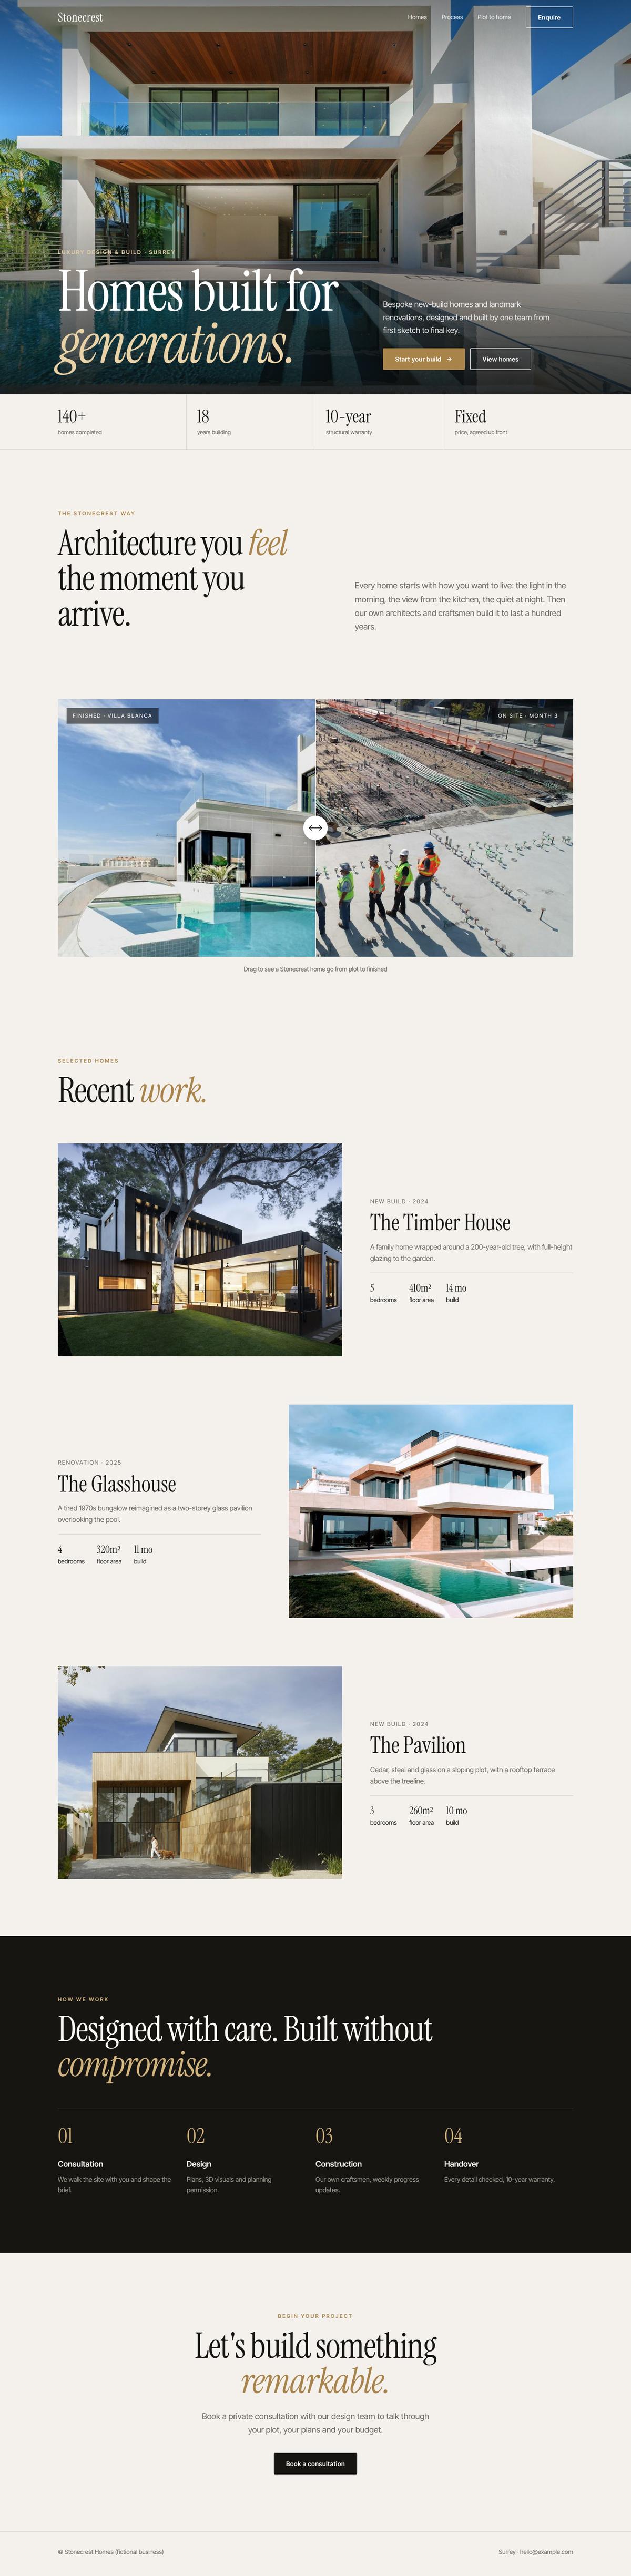 Stonecrest
Homes Process Plot to home Enquire
LUXURY DESIGN & BUILD · SURREY
Homes built for
generations.
Bespoke new-build homes and landmark
renovations, designed and built by one team from
first sketch to final key.
Start your build →
View homes
140+
homes completed
18
years building
10-year
structural warranty
Fixed
price, agreed up front
THE STONECREST WAY
Architecture you feel
the moment you
arrive.
Every home starts with how you want to live: the light in the
morning, the view from the kitchen, the quiet at night. Then
our own architects and craftsmen build it to last a hundred
years.
FINISHED · VILLA BLANCA
ON SITE · MONTH 3
Drag to see a Stonecrest home go from plot to finished
SELECTED HOMES
Recent work.
NEW BUILD · 2024
The Timber House
A family home wrapped around a 200-year-old tree, with full-height
glazing to the garden.
5 410m² 14 mo
bedrooms floor area build
RENOVATION · 2025
The Glasshouse
A tired 1970s bungalow reimagined as a two-storey glass pavilion
overlooking the pool.
4 320m² 11 mo
bedrooms floor area build
NEW BUILD · 2024
The Pavilion
Cedar, steel and glass on a sloping plot, with a rooftop terrace
above the treeline.
3 260m² 10 mo
bedrooms floor area build
HOW WE WORK
Designed with care. Built without
compromise.
01
Consultation
We walk the site with you and shape the
brief.
02
Design
Plans, 3D visuals and planning
permission.
03
Construction
Our own craftsmen, weekly progress
updates.
04
Handover
Every detail checked, 10-year warranty.
BEGIN YOUR PROJECT
Let's build something
remarkable.
Book a private consultation with our design team to talk through
your plot, your plans and your budget.
Book a consultation
© Stonecrest Homes (fictional business)
Surrey · hello@example.com